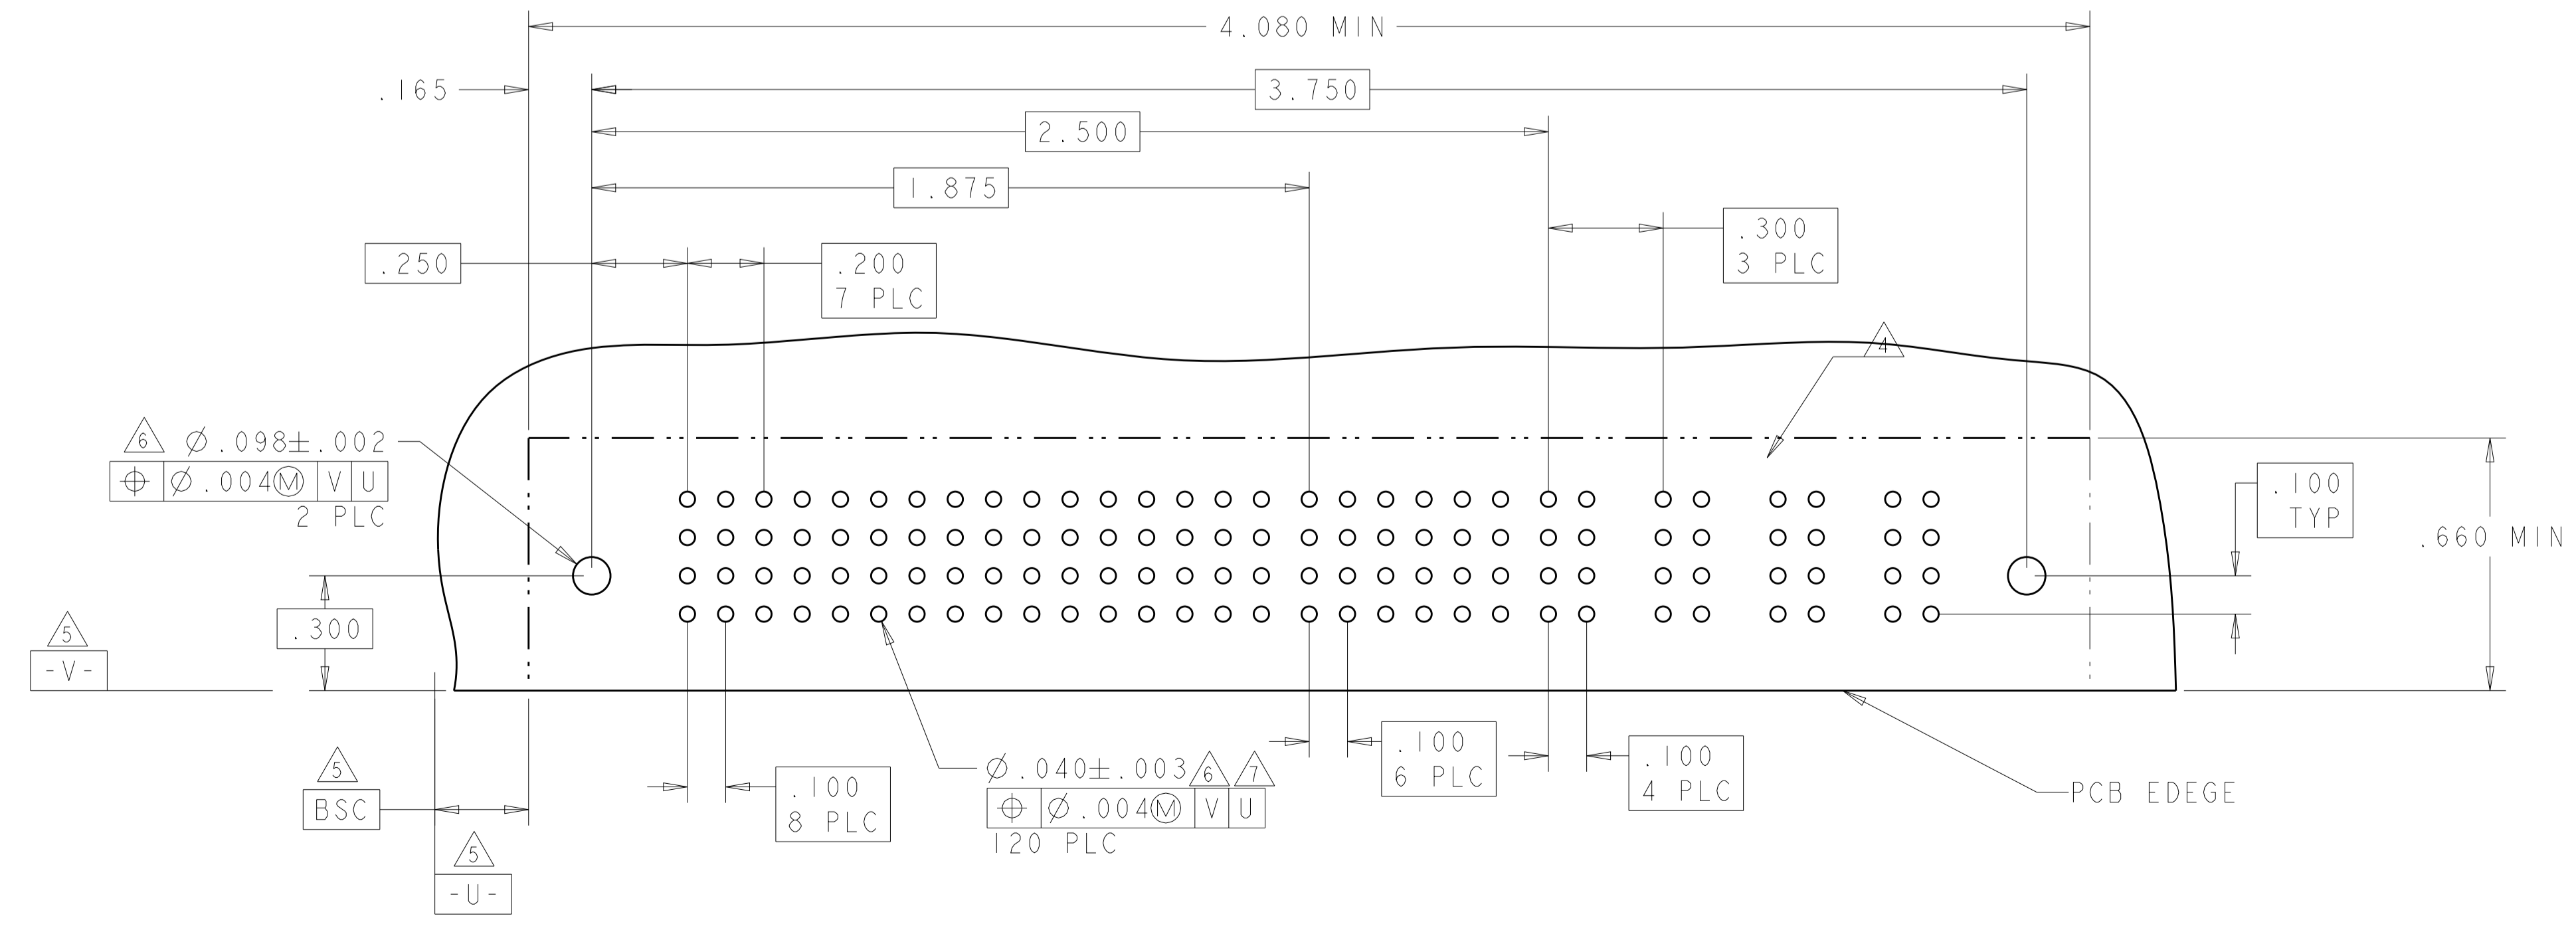 4.080 MIN
.165
3.750
2.500
1.875
.300
3 PLC
.250
.200
7 PLC
4
6 Ø.098±.002
⌖ Ø.004Ⓜ V U
2 PLC
.100
TYP
.660 MIN
.300
5
-V-
5
BSC
5
-U-
.100
8 PLC
Ø.040±.003 6 7
⌖ Ø.004Ⓜ V U
120 PLC
.100
6 PLC
.100
4 PLC
PCB EDEGE